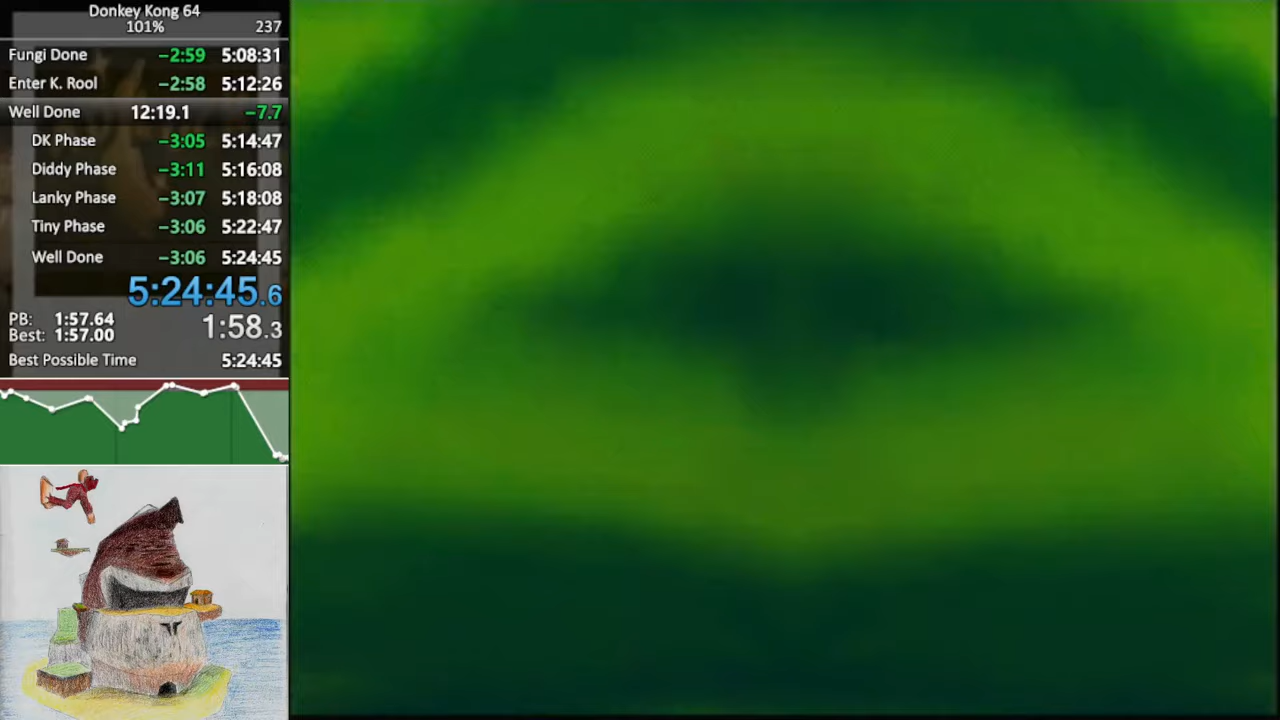 Donkey Kong 64
101% 237
Fungi Done −2:59 5:08:31
Enter K. Rool −2:58 5:12:26
Well Done 12:19.1 −7.7
DK Phase −3:05 5:14:47
Diddy Phase −3:11 5:16:08
Lanky Phase −3:07 5:18:08
Tiny Phase −3:06 5:22:47
Well Done −3:06 5:24:45
5:24:45.6
PB: 1:57.64 1:58.3
Best: 1:57.00
Best Possible Time 5:24:45